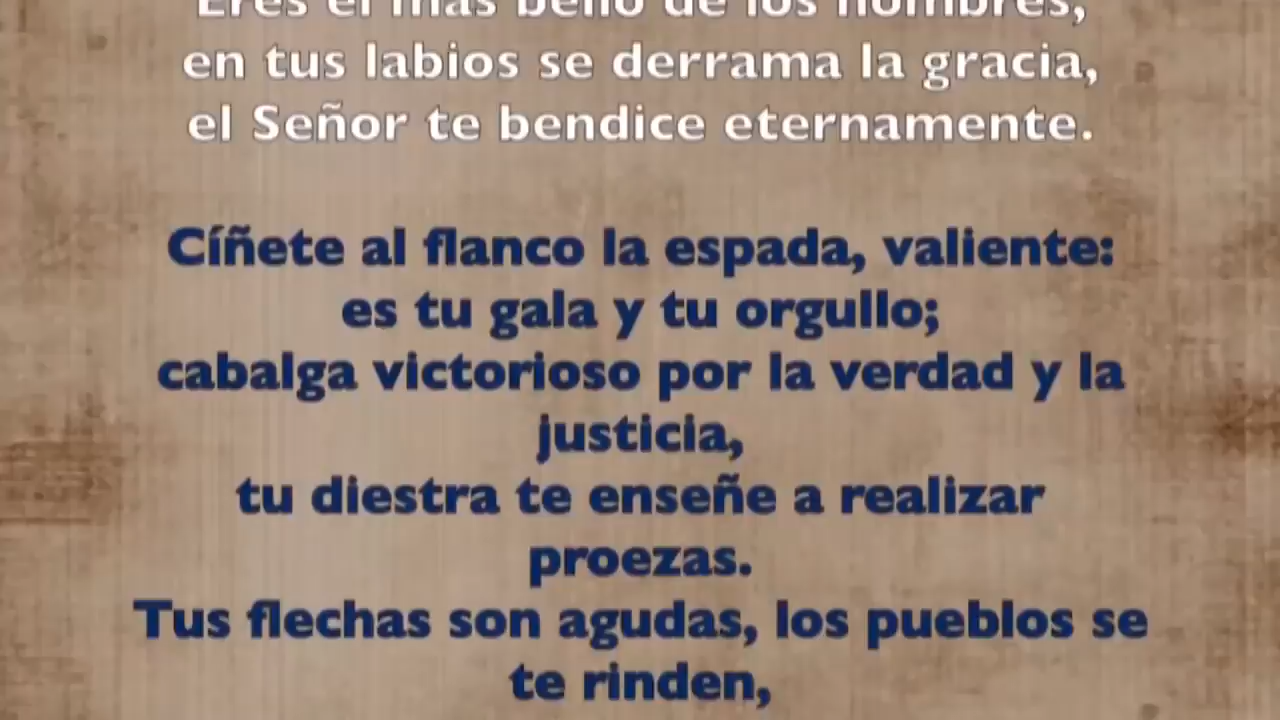 Eres el más bello de los hombres,
en tus labios se derrama la gracia,
el Señor te bendice eternamente.
Cíñete al flanco la espada, valiente:
es tu gala y tu orgullo;
cabalga victorioso por la verdad y la
justicia,
tu diestra te enseñe a realizar
proezas.
Tus flechas son agudas, los pueblos se
te rinden,